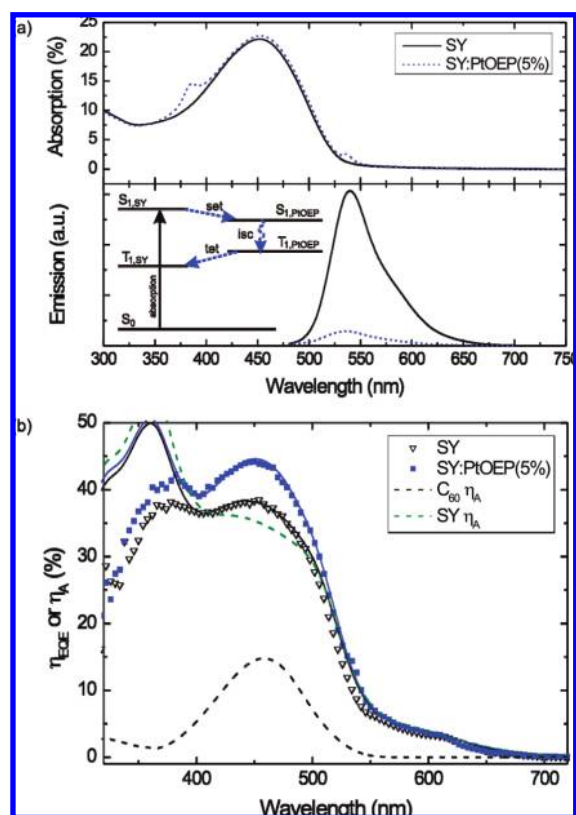 a)
Absorption (%)
25
20
15
10
5
0
SY
SY:PtOEP(5%)
Emission (a.u.)
S1,SY
set
S1,PtOEP
isc
T1,PtOEP
tet
T1,SY
absorption
S0
300 350 400 450 500 550 600 650 700 750
Wavelength (nm)
b)
ηEQE or ηA (%)
50
40
30
20
10
0
SY
SY:PtOEP(5%)
C60 ηA
SY ηA
400 500 600 700
Wavelength (nm)